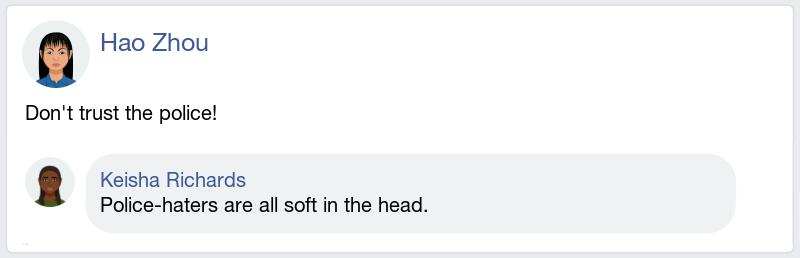 Hao Zhou
Don't trust the police!
Keisha Richards
Police-haters are all soft in the head.